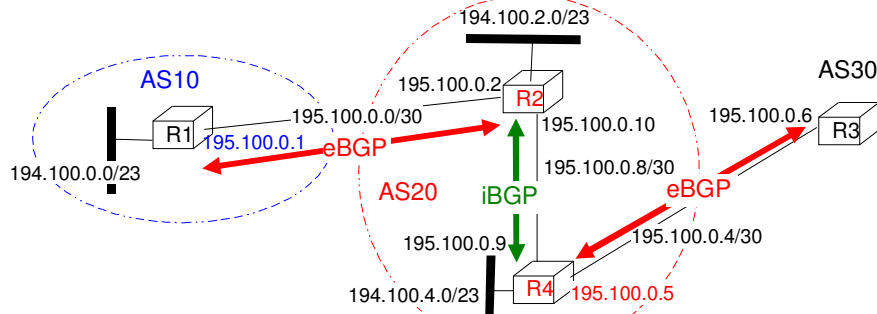 194.100.2.0/23
AS10
AS30
195.100.0.2
R2
195.100.0.0/30
195.100.0.6
R1
195.100.0.1
195.100.0.10
R3
eBGP
194.100.0.0/23
195.100.0.8/30
AS20
iBGP
eBGP
195.100.0.9
195.100.0.4/30
194.100.4.0/23
R4
195.100.0.5